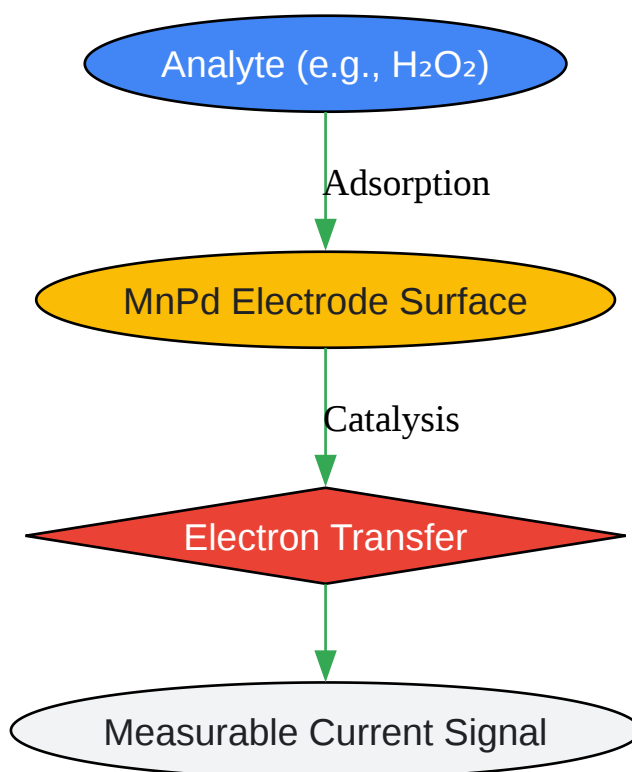 Analyte (e.g., H₂O₂)
Adsorption
MnPd Electrode Surface
Catalysis
Electron Transfer
Measurable Current Signal